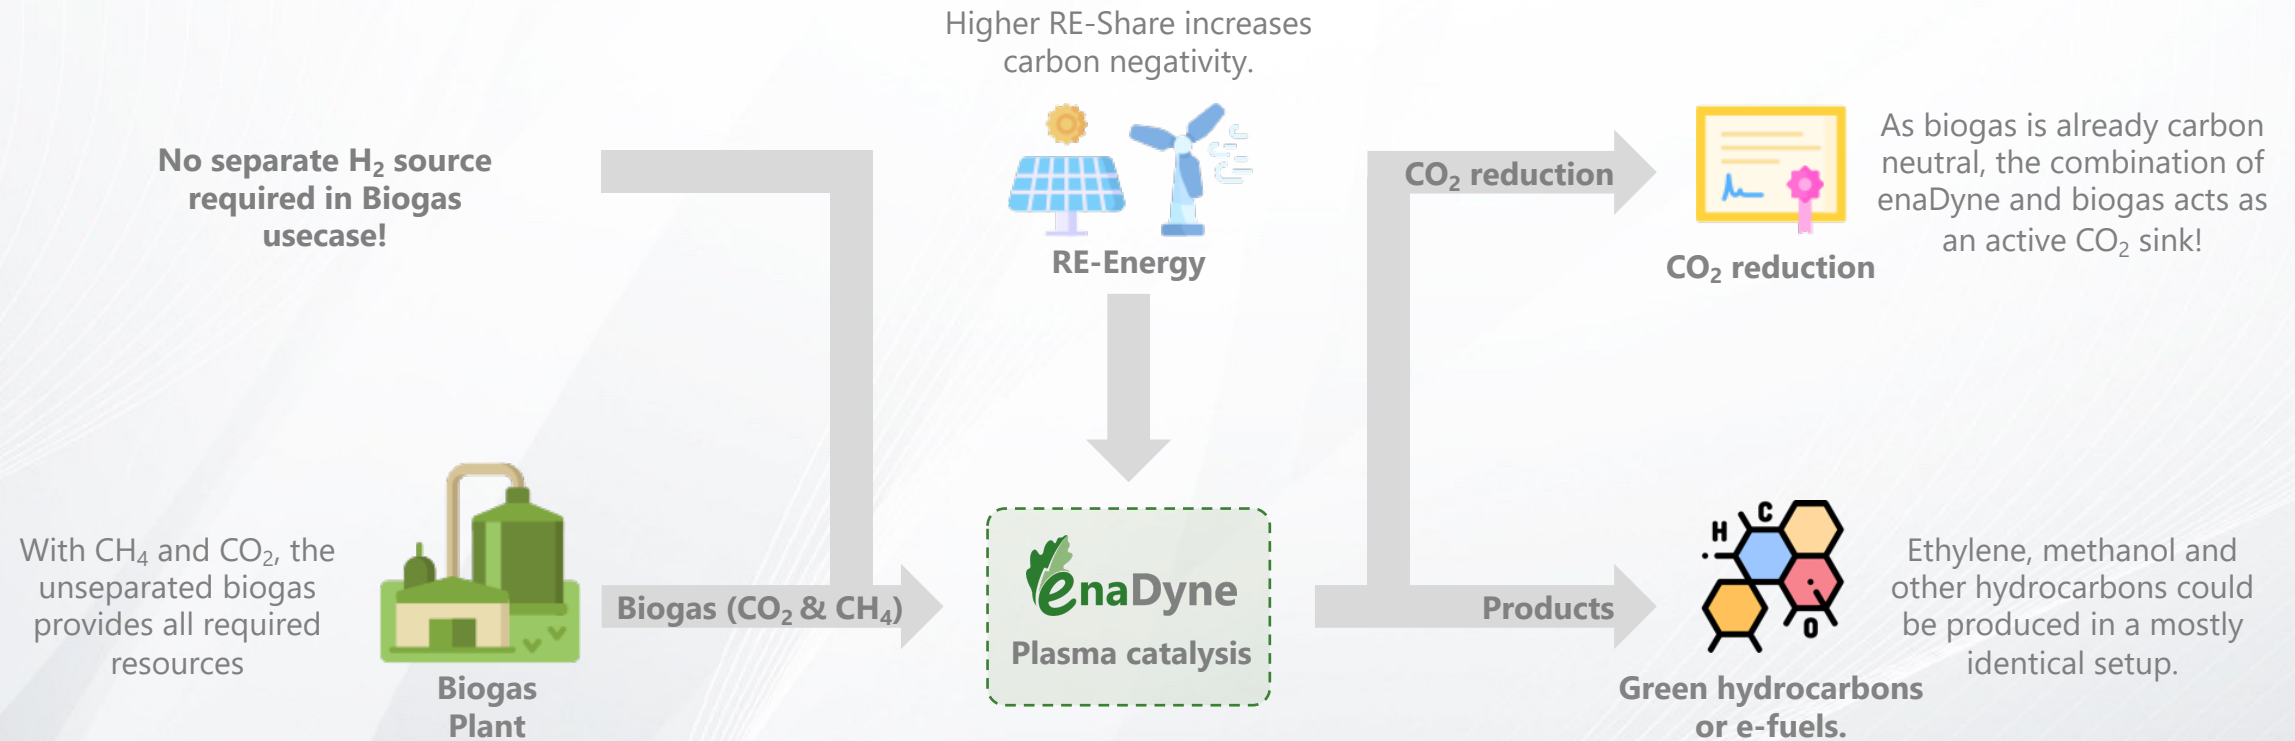 Higher RE-Share increases
carbon negativity.
No separate H₂ source
required in Biogas
usecase!
RE-Energy
CO₂ reduction
CO₂ reduction
As biogas is already carbon
neutral, the combination of
enaDyne and biogas acts as
an active CO₂ sink!
With CH₄ and CO₂, the
unseparated biogas
provides all required
resources
Biogas
Plant
Biogas (CO₂ & CH₄)
enaDyne
Plasma catalysis
Products
H
C
O
Green hydrocarbons
or e-fuels.
Ethylene, methanol and
other hydrocarbons could
be produced in a mostly
identical setup.